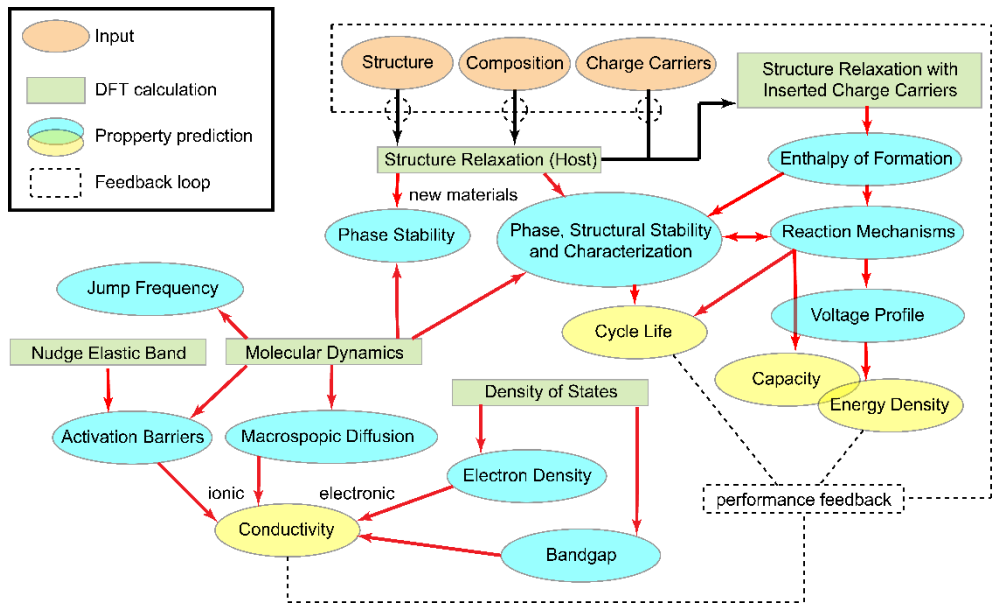 Input
DFT calculation
Propperty prediction
Feedback loop
Structure
Composition
Charge Carriers
Structure Relaxation with
Inserted Charge Carriers
Structure Relaxation (Host)
Enthalpy of Formation
new materials
Phase Stability
Phase, Structural Stability
and Characterization
Reaction Mechanisms
Jump Frequency
Voltage Profile
Cycle Life
Nudge Elastic Band
Molecular Dynamics
Capacity
Density of States
Energy Density
Activation Barriers
Macrospopic Diffusion
Electron Density
ionic
electronic
performance feedback
Conductivity
Bandgap